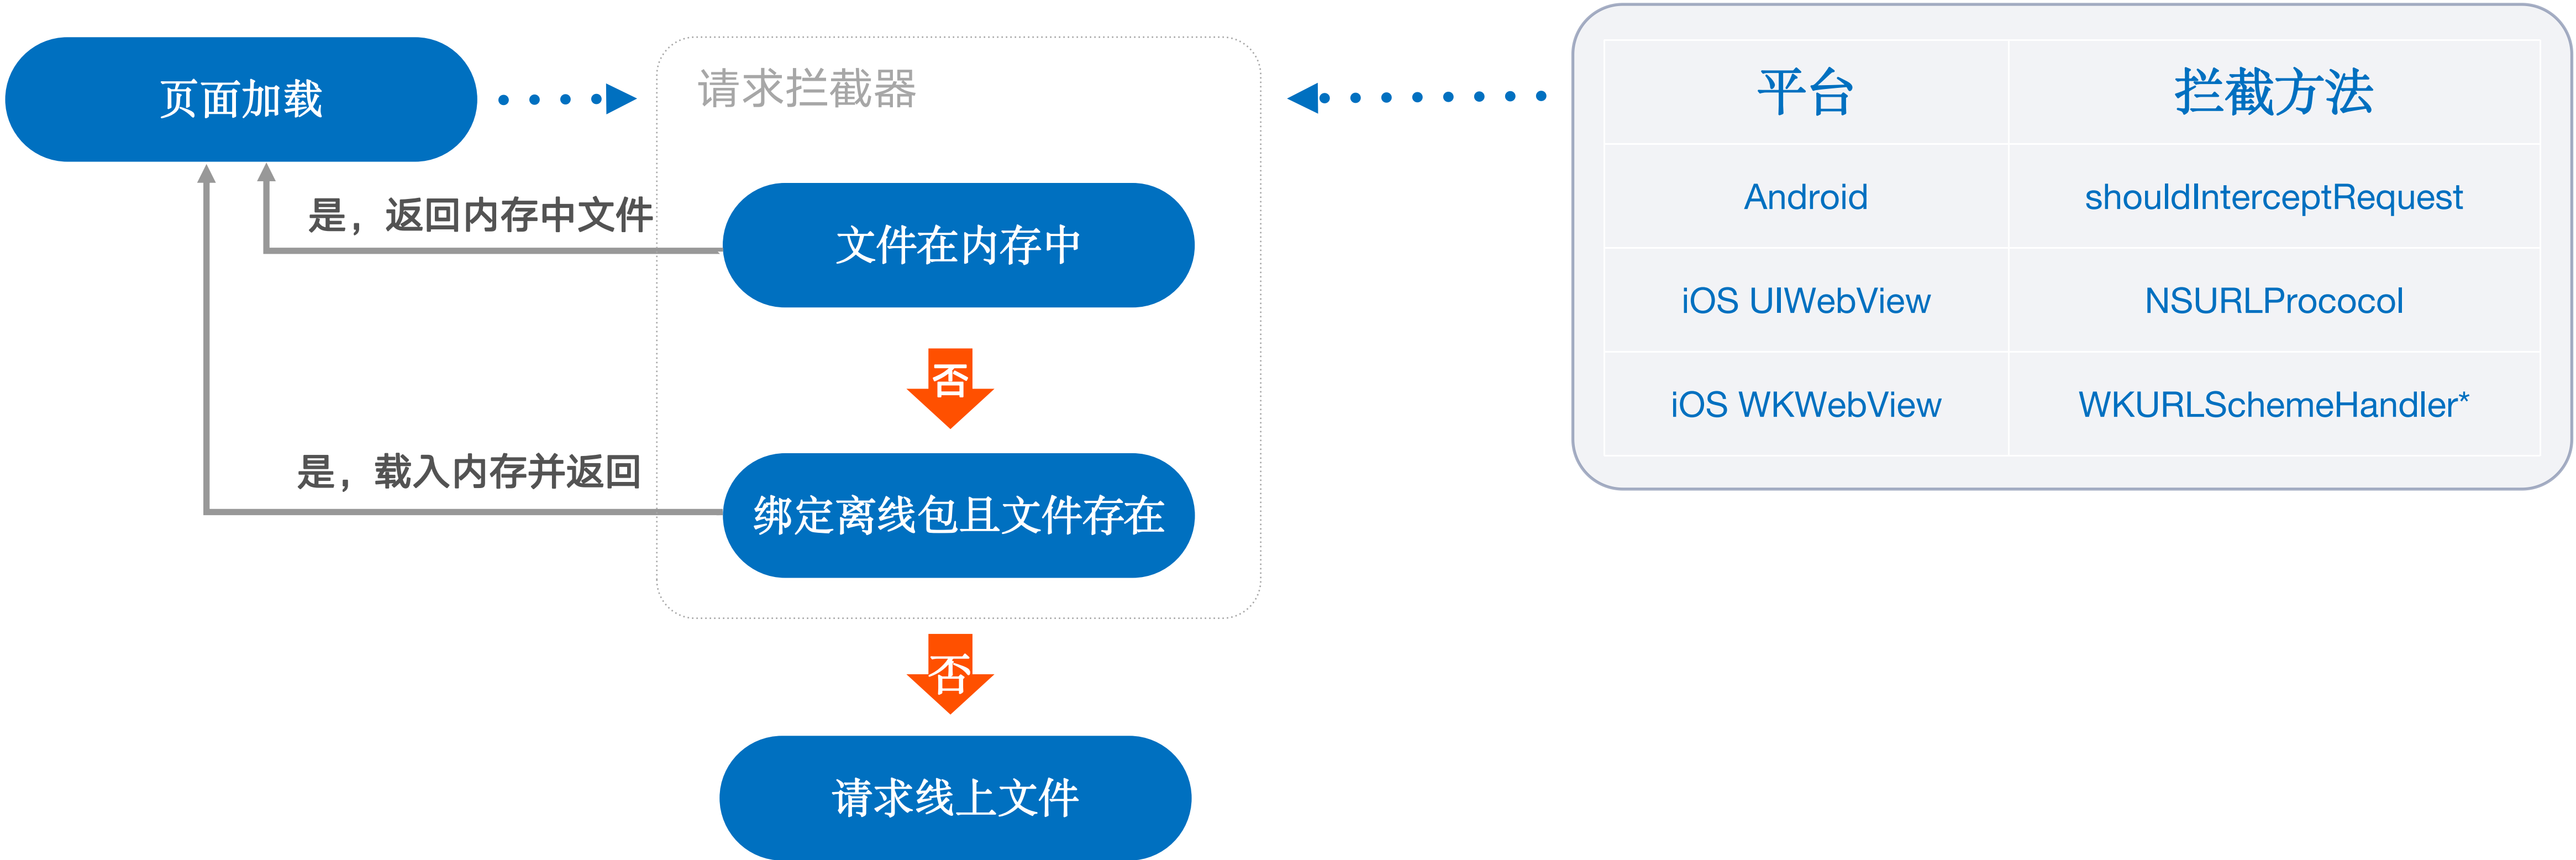 页面加载
请求拦截器
是，返回内存中文件
文件在内存中
否
是，载入内存并返回
绑定离线包且文件存在
否
请求线上文件
平台 拦截方法
Android shouldInterceptRequest
iOS UIWebView NSURLPrococol
iOS WKWebView WKURLSchemeHandler*